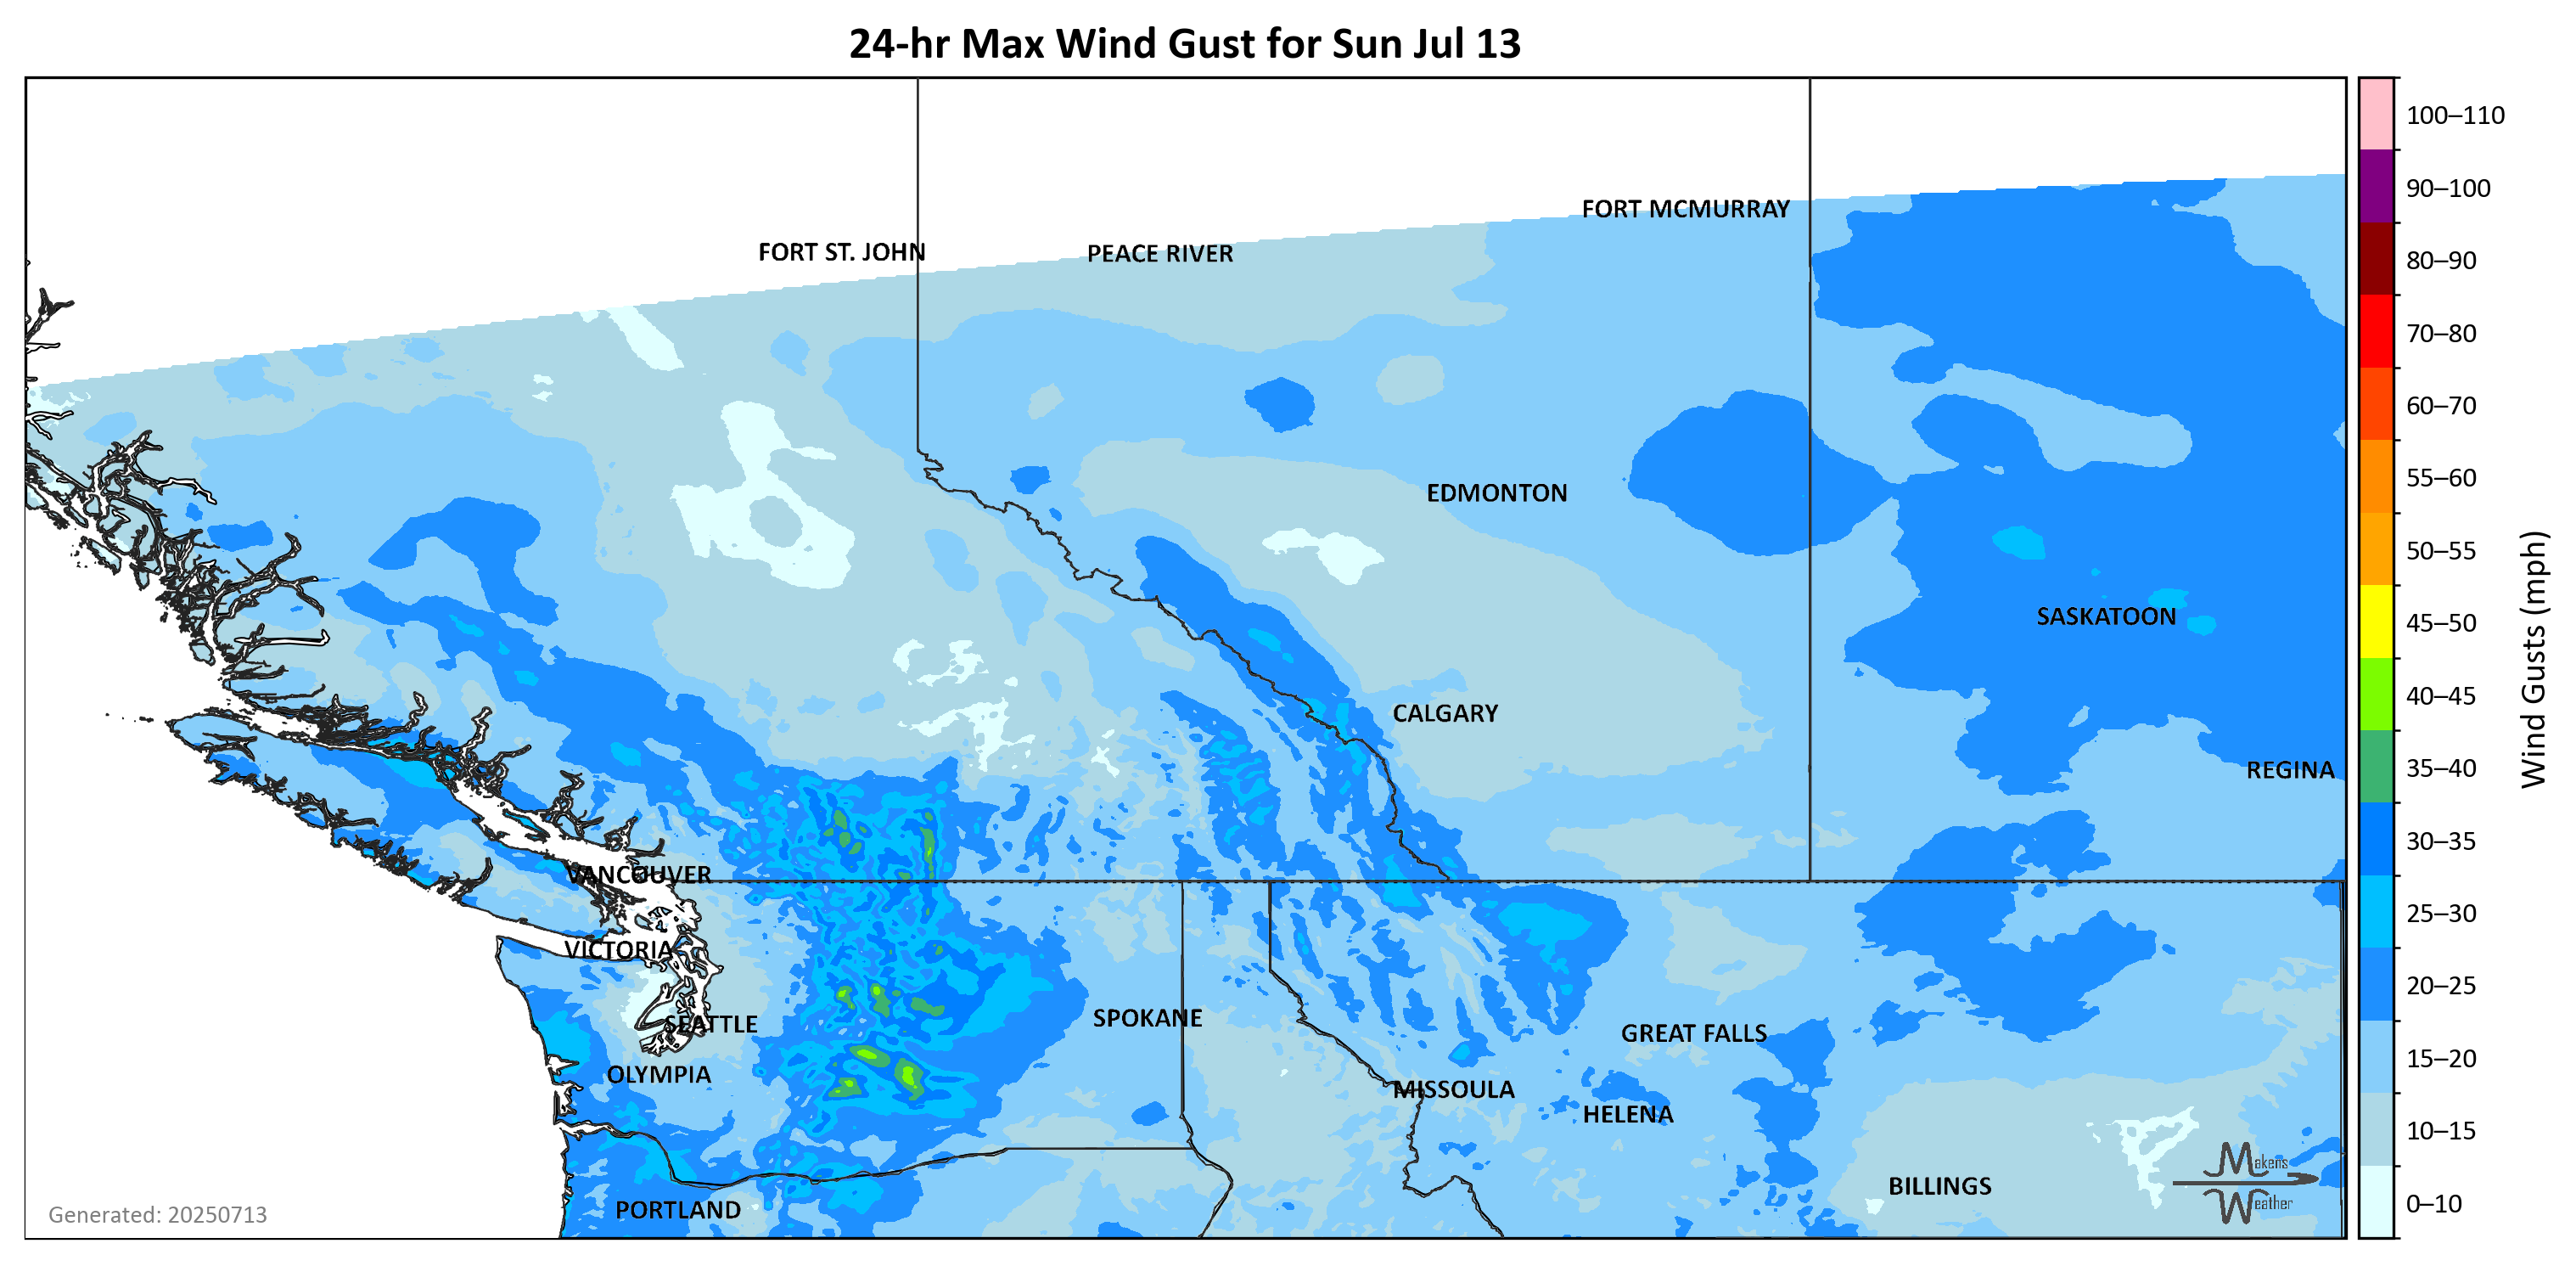 24-hr Max Wind Gust for Sun Jul 13
100–110
90–100
80–90
70–80
60–70
55–60
50–55
45–50
40–45
35–40
30–35
25–30
20–25
15–20
10–15
0–10
Wind Gusts (mph)
FORT MCMURRAY
FORT ST. JOHN
PEACE RIVER
EDMONTON
SASKATOON
CALGARY
REGINA
VANCOUVER
VICTORIA
SEATTLE
SPOKANE
GREAT FALLS
OLYMPIA
MISSOULA
HELENA
BILLINGS
PORTLAND
Makens
Weather
Generated: 20250713